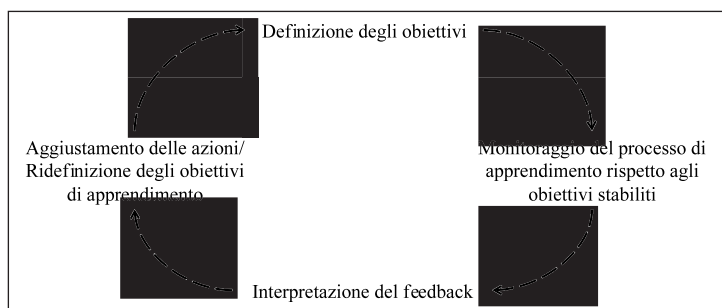 Definizione degli obiettivi
Monitoraggio del processo di
apprendimento rispetto agli
obiettivi stabiliti
Interpretazione del feedback
Aggiustamento delle azioni/
Ridefinizione degli obiettivi
di apprendimento